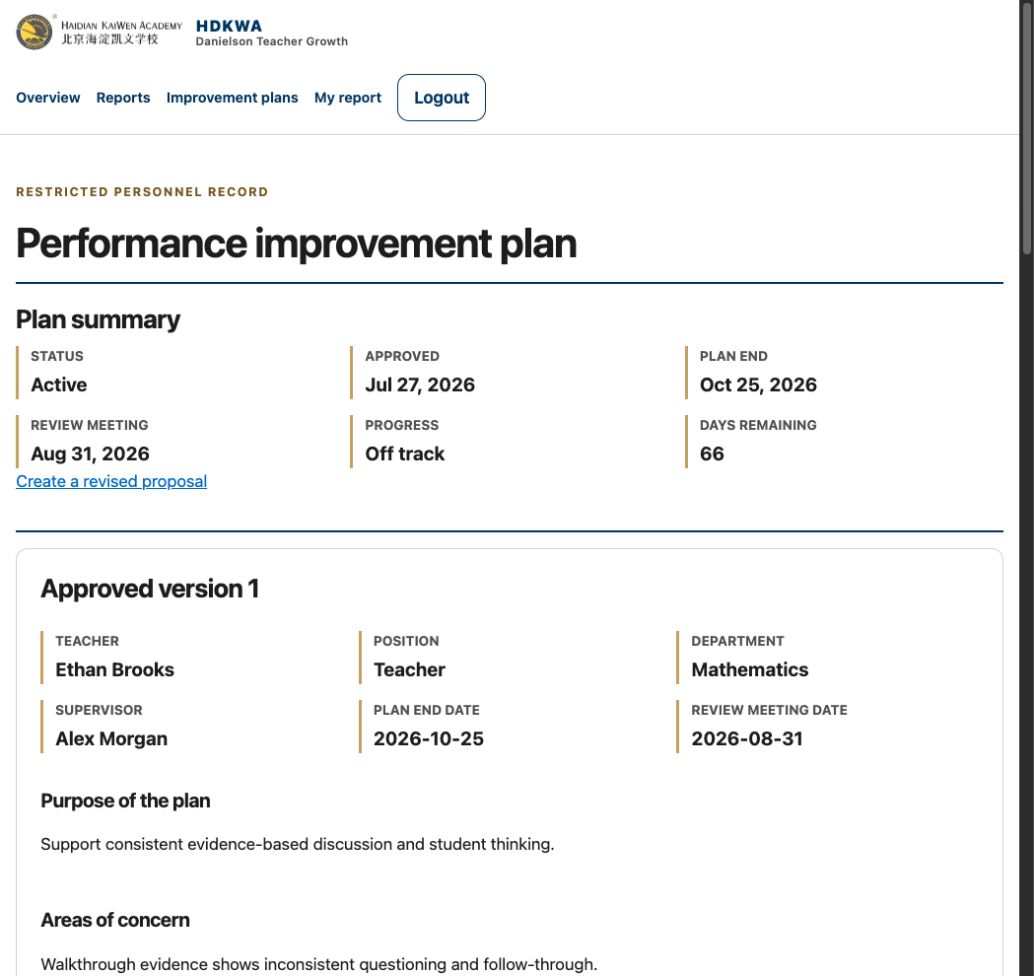 HAIDIAN KAIWEN ACADEMY
北京海淀凯文学校
HDKWA
Danielson Teacher Growth
Overview
Reports
Improvement plans
My report
Logout
RESTRICTED PERSONNEL RECORD
Performance improvement plan
Plan summary
STATUS
Active
APPROVED
Jul 27, 2026
PLAN END
Oct 25, 2026
REVIEW MEETING
Aug 31, 2026
PROGRESS
Off track
DAYS REMAINING
66
Create a revised proposal
Approved version 1
TEACHER
Ethan Brooks
POSITION
Teacher
DEPARTMENT
Mathematics
SUPERVISOR
Alex Morgan
PLAN END DATE
2026-10-25
REVIEW MEETING DATE
2026-08-31
Purpose of the plan
Support consistent evidence-based discussion and student thinking.
Areas of concern
Walkthrough evidence shows inconsistent questioning and follow-through.